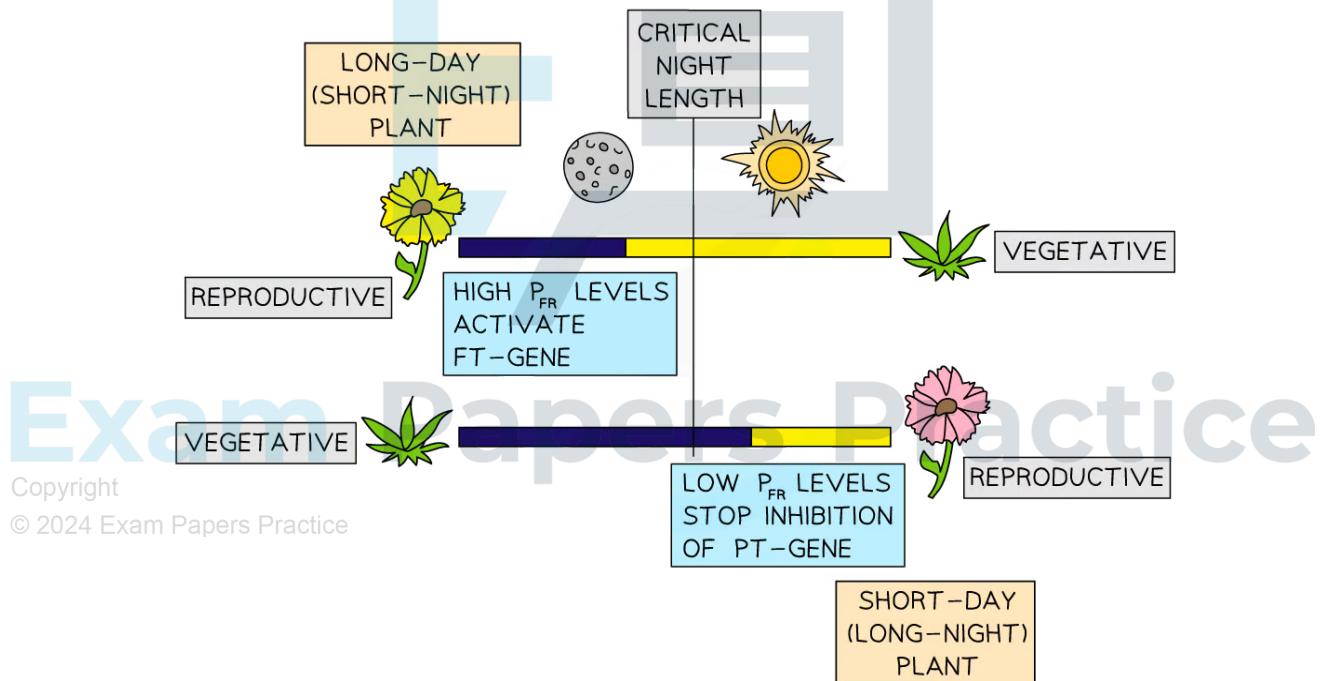 CRITICAL
NIGHT
LENGTH
LONG-DAY
(SHORT-NIGHT)
PLANT
VEGETATIVE
REPRODUCTIVE
HIGH PFR LEVELS
ACTIVATE
FT-GENE
Exam Papers Practice
VEGETATIVE
REPRODUCTIVE
LOW PFR LEVELS
STOP INHIBITION
OF PT-GENE
Copyright
© 2024 Exam Papers Practice
SHORT-DAY
(LONG-NIGHT)
PLANT